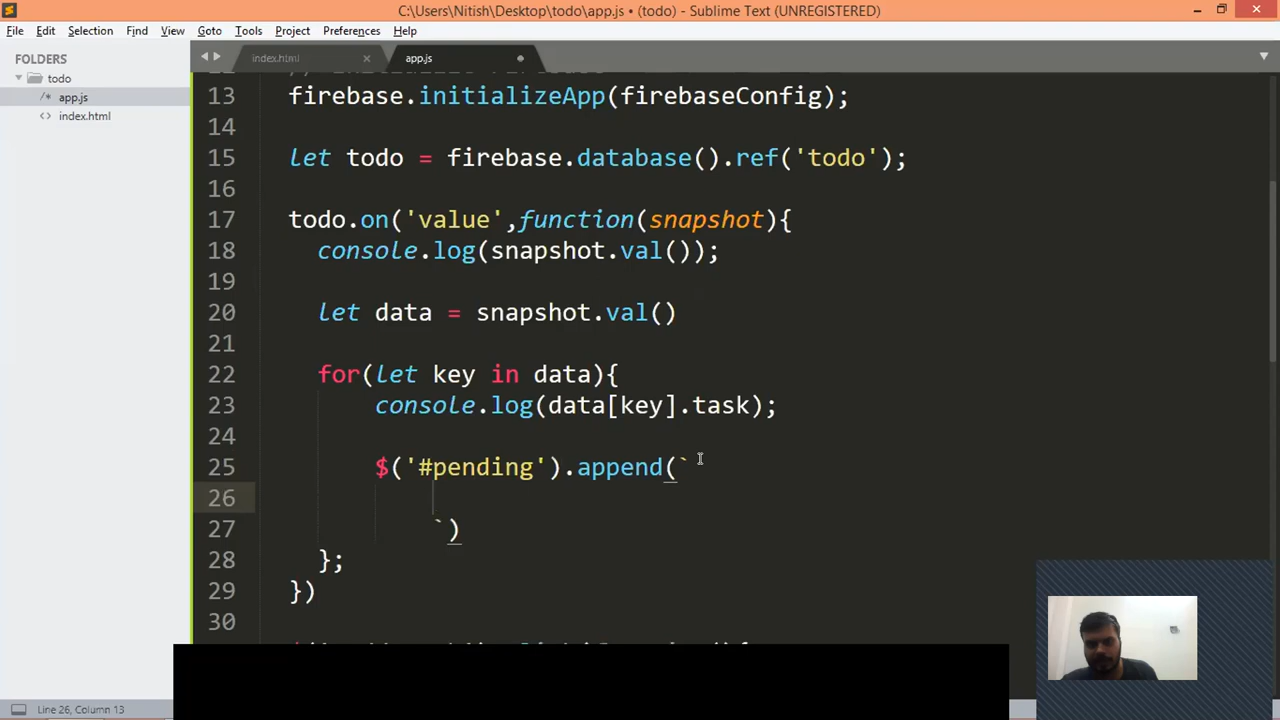 C:\Users\Nitish\Desktop\todo\app.js • (todo) - Sublime Text (UNREGISTERED)
File Edit Selection Find View Goto Tools Project Preferences Help
FOLDERS
todo
/* app.js
<> index.html
index.html × app.js
13 firebase.initializeApp(firebaseConfig);
14
15 let todo = firebase.database().ref('todo');
16
17 todo.on('value',function(snapshot){
18 console.log(snapshot.val());
19
20 let data = snapshot.val()
21
22 for(let key in data){
23 console.log(data[key].task);
24
25 $('#pending').append(`
26
27 `)
28 };
29 })
30
Line 26, Column 13